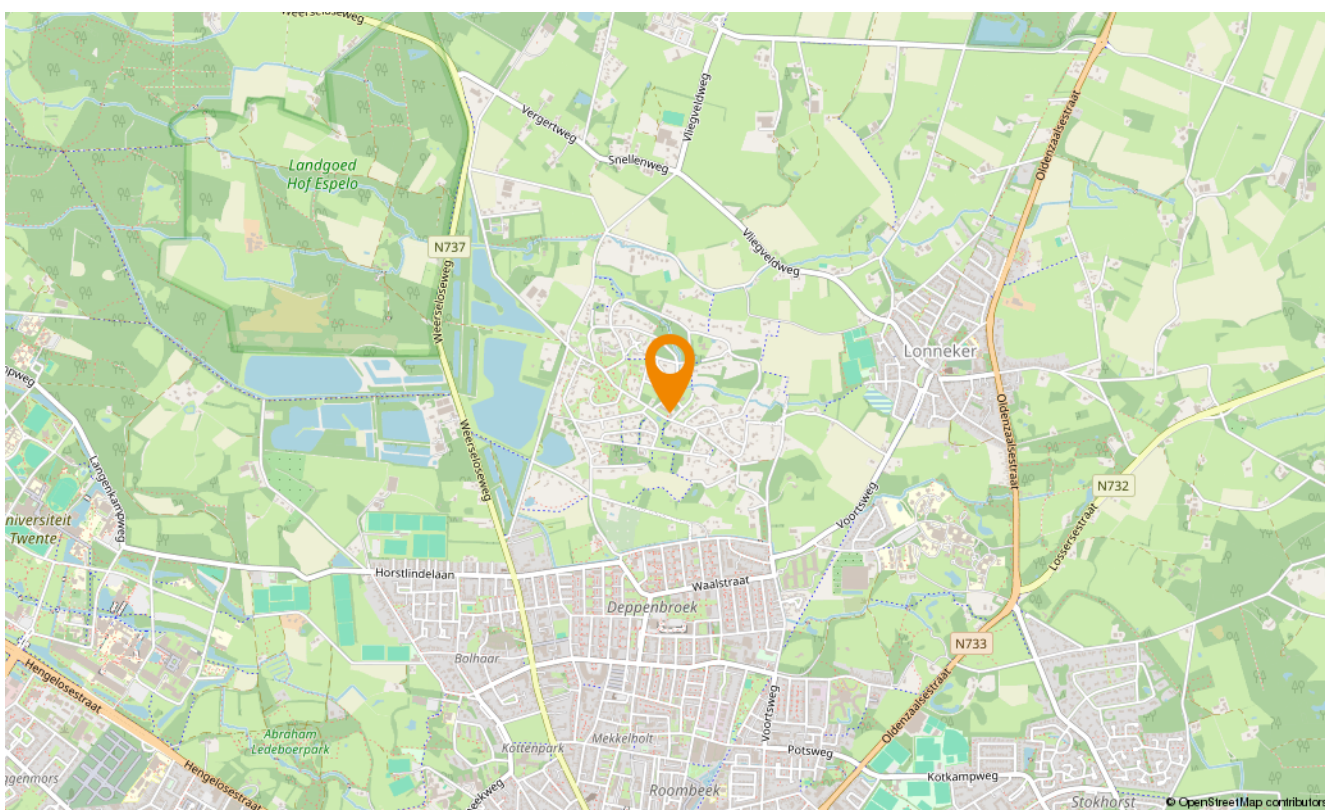 Weerseloseweg
Vliegveldweg
Vergertweg
Snellenweg
Landgoed
Hof Espelo
Oldenzaalsestraat
N737
Vliegveldweg
Weerseloseweg
Lonneker
Weerseloseweg
Oldenzaalsestraat
Langenkampweg
N732
Universiteit
Twente
Voortsweg
Lossersestraat
Horstlindelaan
Waalstraat
Deppenbroek
N733
Bolhaar
Hengelosestraat
Oldenzaalsestraat
Voortsweg
Abraham
Ledeboerpark
Mekkelholt
Kottenpark
Potsweg
Hengelosestraat
Kotkampweg
Roombeek
Stokhorst
© OpenStreetMap contributors